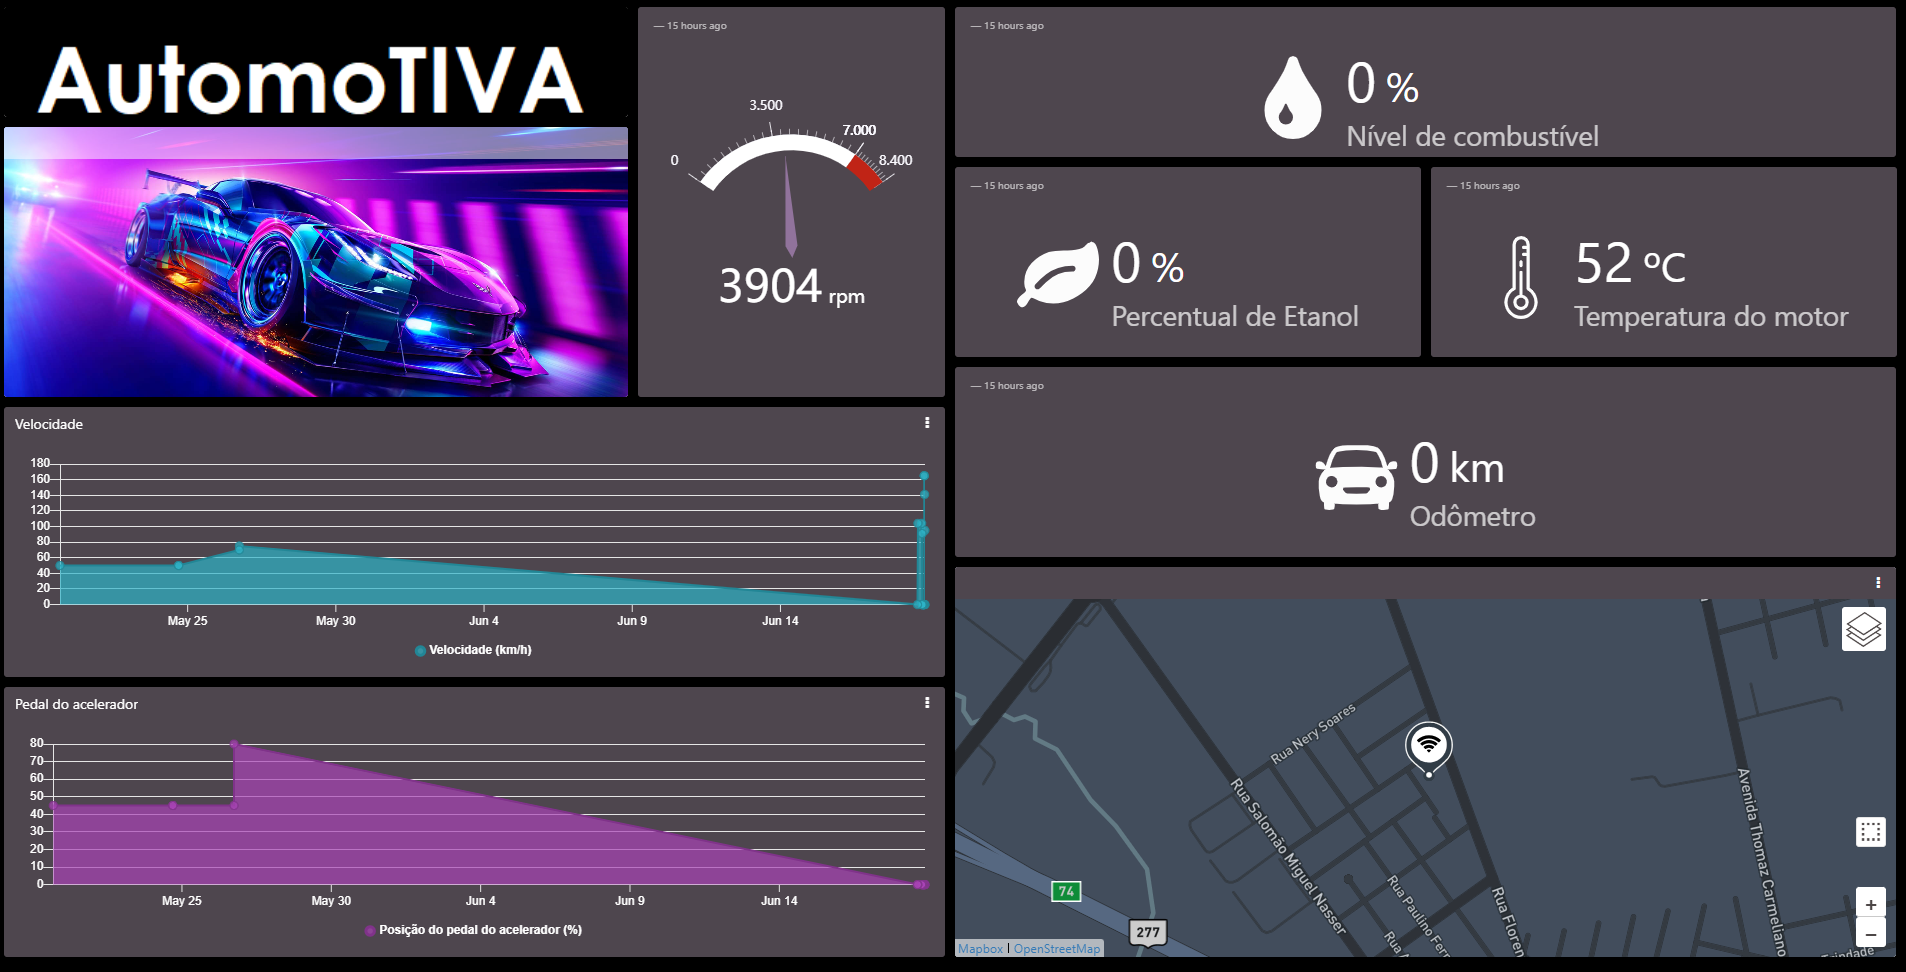 AutomoTIVA
— 15 hours ago
0
3.500
7.000
8.400
3904 rpm
— 15 hours ago
0 %
Nível de combustível
— 15 hours ago
0 %
Percentual de Etanol
— 15 hours ago
52 ºC
Temperatura do motor
— 15 hours ago
0 km
Odômetro
Velocidade
180
160
140
120
100
80
60
40
20
0
May 25
May 30
Jun 4
Jun 9
Jun 14
Velocidade (km/h)
Pedal do acelerador
80
70
60
50
40
30
20
10
0
May 25
May 30
Jun 4
Jun 9
Jun 14
Posição do pedal do acelerador (%)
Rua Nery Soares
Rua Salomão Miguel Nasser
Rua Paulino Ferr
Rua A
Rua Floren
Avenida Thomaz Carmeliano
Trindade
74
277
+
−
Mapbox | OpenStreetMap